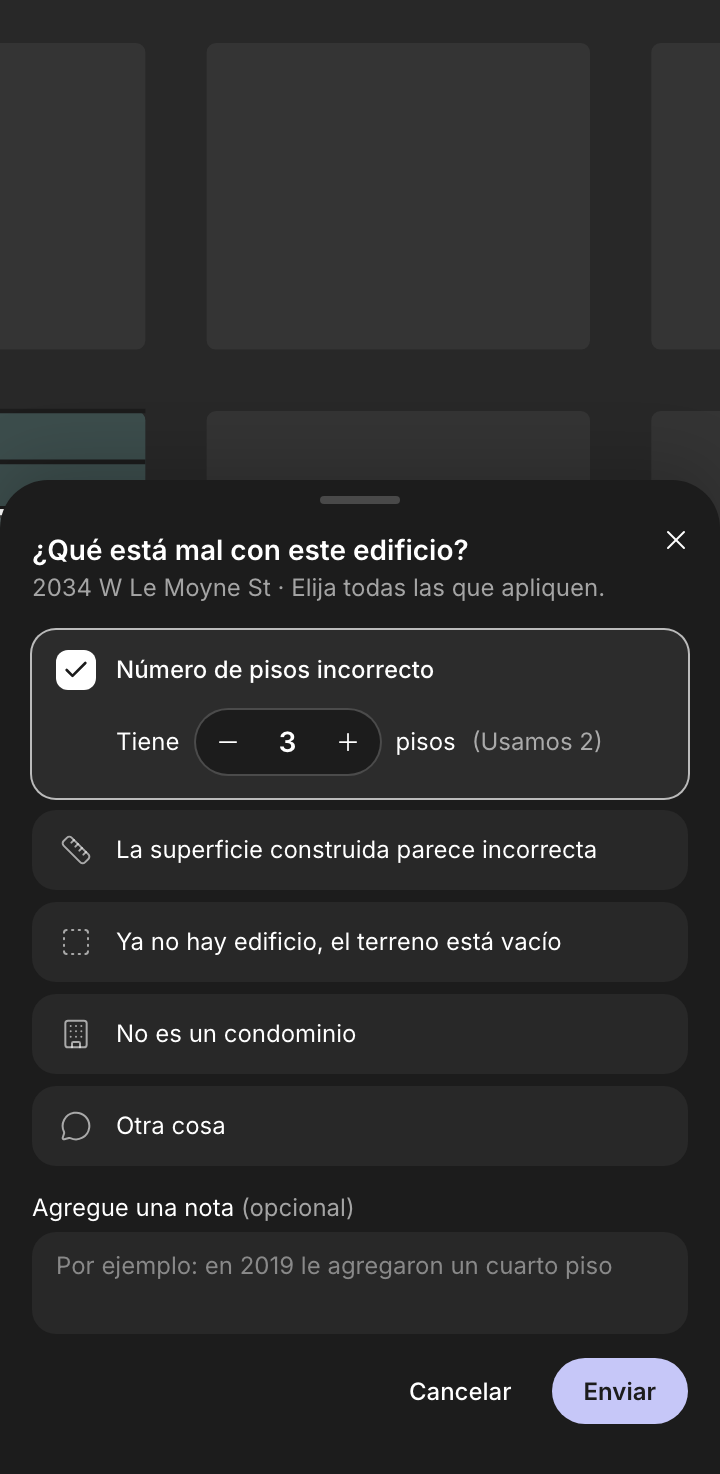 ¿Qué está mal con este edificio?
2034 W Le Moyne St · Elija todas las que apliquen.
Número de pisos incorrecto
Tiene − 3 + pisos (Usamos 2)
La superficie construida parece incorrecta
Ya no hay edificio, el terreno está vacío
No es un condominio
Otra cosa
Agregue una nota (opcional)
Por ejemplo: en 2019 le agregaron un cuarto piso
Cancelar Enviar